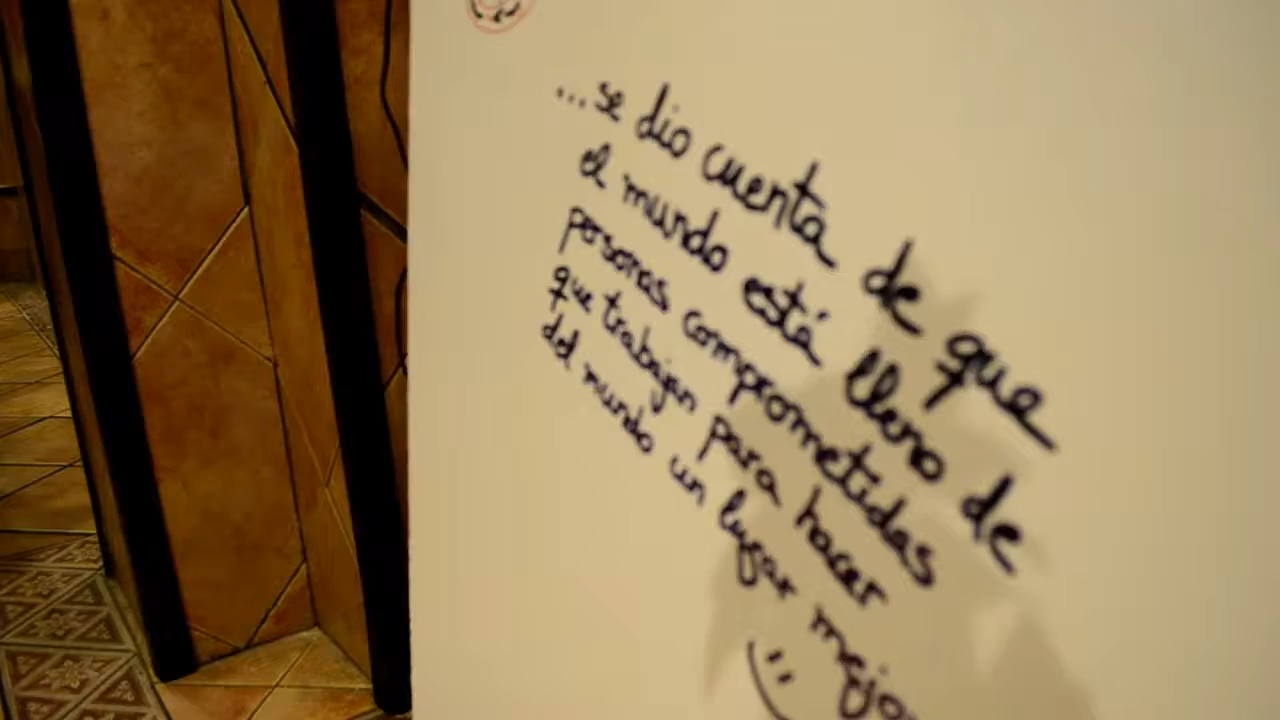 ...se dio cuenta de que
el mundo está lleno de
personas comprometidas
que trabajan para hacer
del mundo un lugar mejor